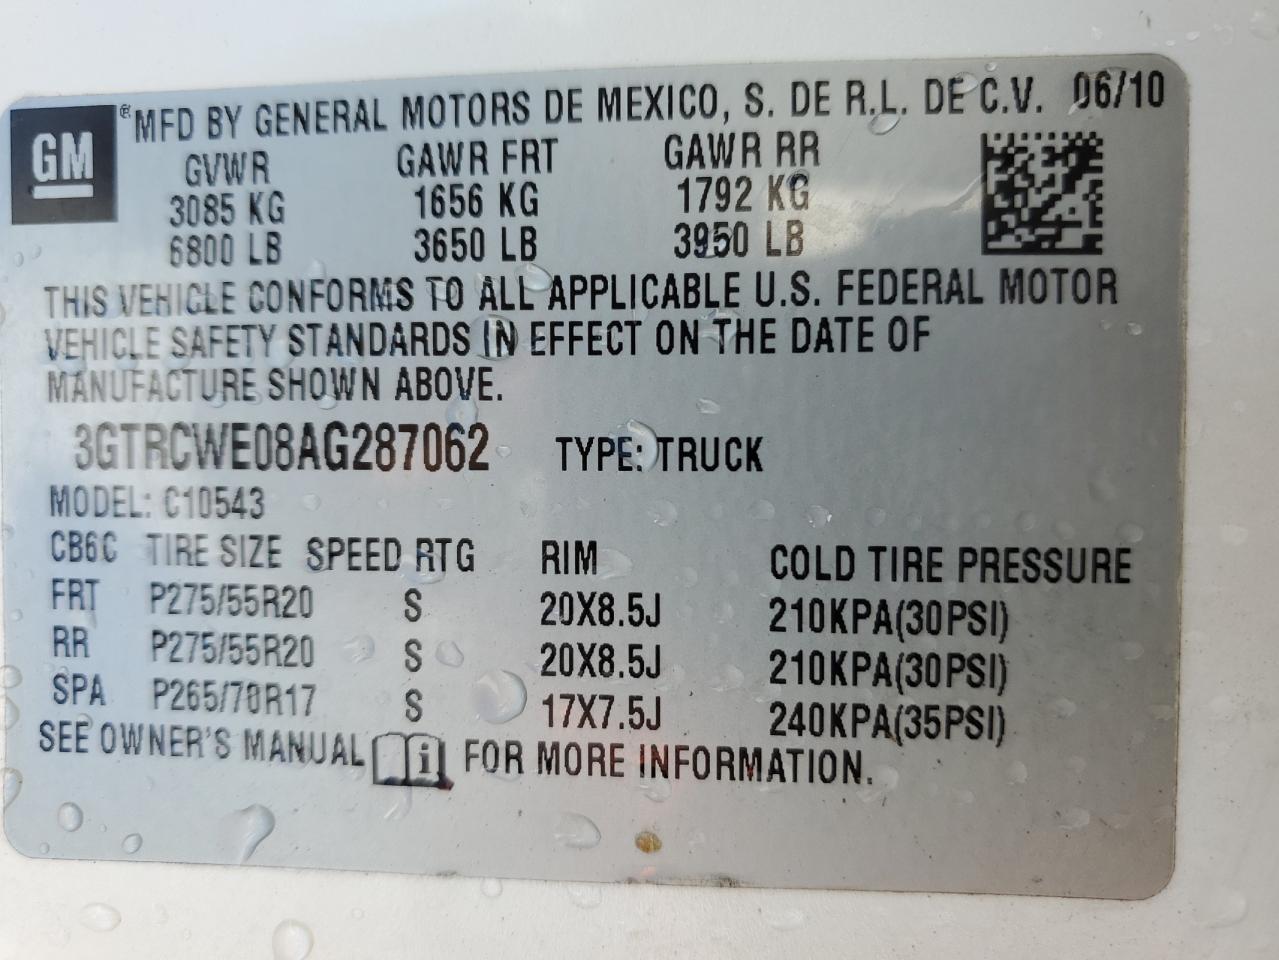 GM
® MFD BY GENERAL MOTORS DE MEXICO, S. DE R.L. DE C.V. 06/10
GVWR GAWR FRT GAWR RR
3085 KG 1656 KG 1792 KG
6800 LB 3650 LB 3950 LB
THIS VEHICLE CONFORMS TO ALL APPLICABLE U.S. FEDERAL MOTOR
VEHICLE SAFETY STANDARDS IN EFFECT ON THE DATE OF
MANUFACTURE SHOWN ABOVE.
3GTRCWE08AG287062 TYPE: TRUCK
MODEL: C10543
CB6C TIRE SIZE SPEED RTG RIM COLD TIRE PRESSURE
FRT P275/55R20 S 20X8.5J 210KPA(30PSI)
RR P275/55R20 S 20X8.5J 210KPA(30PSI)
SPA P265/70R17 S 17X7.5J 240KPA(35PSI)
SEE OWNER'S MANUAL i FOR MORE INFORMATION.